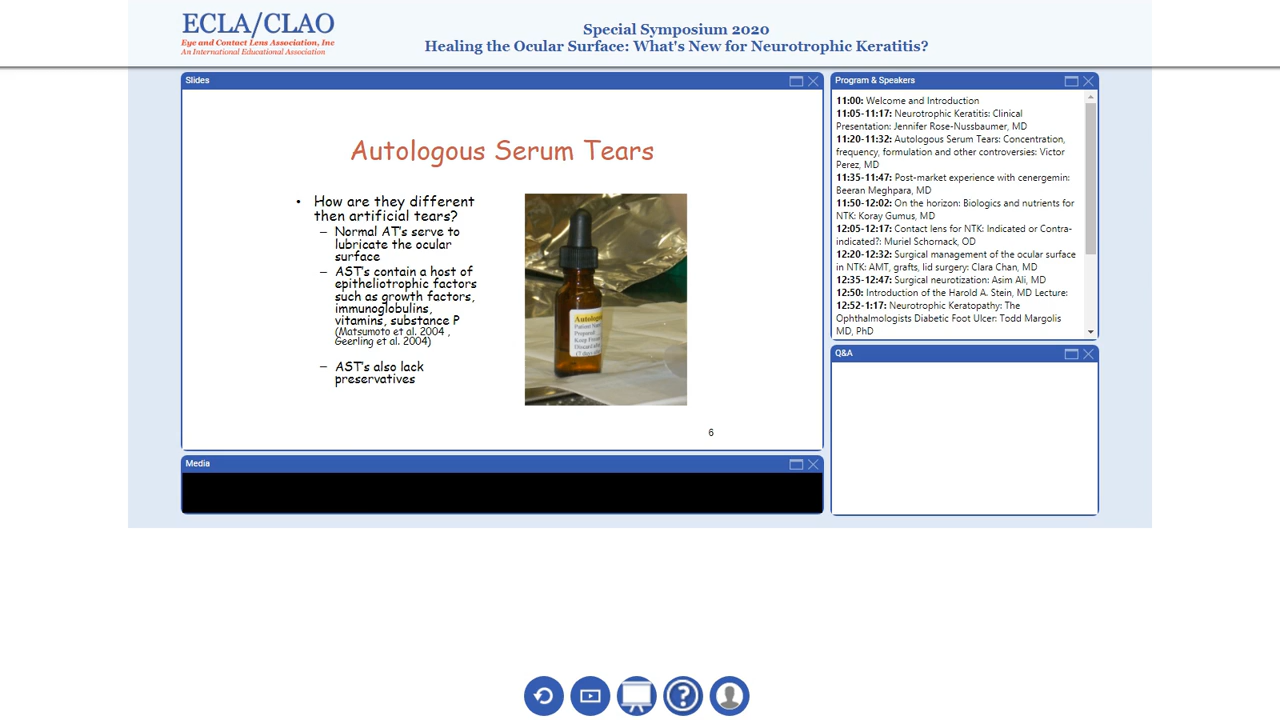 ECLA/CLAO
Eye and Contact Lens Association, Inc
An International Educational Association
Special Symposium 2020
Healing the Ocular Surface: What's New for Neurotrophic Keratitis?
Slides
Autologous Serum Tears
• How are they different
then artificial tears?
– Normal AT's serve to
lubricate the ocular
surface
– AST's contain a host of
epitheliotrophic factors
such as growth factors,
immunoglobulins,
vitamins, substance P
(Matsumoto et al. 2004 ,
Geerling et al. 2004)
– AST's also lack
preservatives
Patient
Prepared
6
Media
Program & Speakers
11:00: Welcome and Introduction
11:05-11:17: Neurotrophic Keratitis: Clinical
Presentation: Jennifer Rose-Nussbaumer, MD
11:20-11:32: Autologous Serum Tears: Concentration,
frequency, formulation and other controversies: Victor
Perez, MD
11:35-11:47: Post-market experience with cenergemin:
Beeran Meghpara, MD
11:50-12:02: On the horizon: Biologics and nutrients for
NTK: Koray Gumus, MD
12:05-12:17: Contact lens for NTK: Indicated or Contra-
indicated?: Muriel Schornack, OD
12:20-12:32: Surgical management of the ocular surface
in NTK: AMT, grafts, lid surgery: Clara Chan, MD
12:35-12:47: Surgical neurotization: Asim Ali, MD
12:50: Introduction of the Harold A. Stein, MD Lecture:
12:52-1:17: Neurotrophic Keratopathy: The
Ophthalmologists Diabetic Foot Ulcer: Todd Margolis
MD, PhD
Q&A